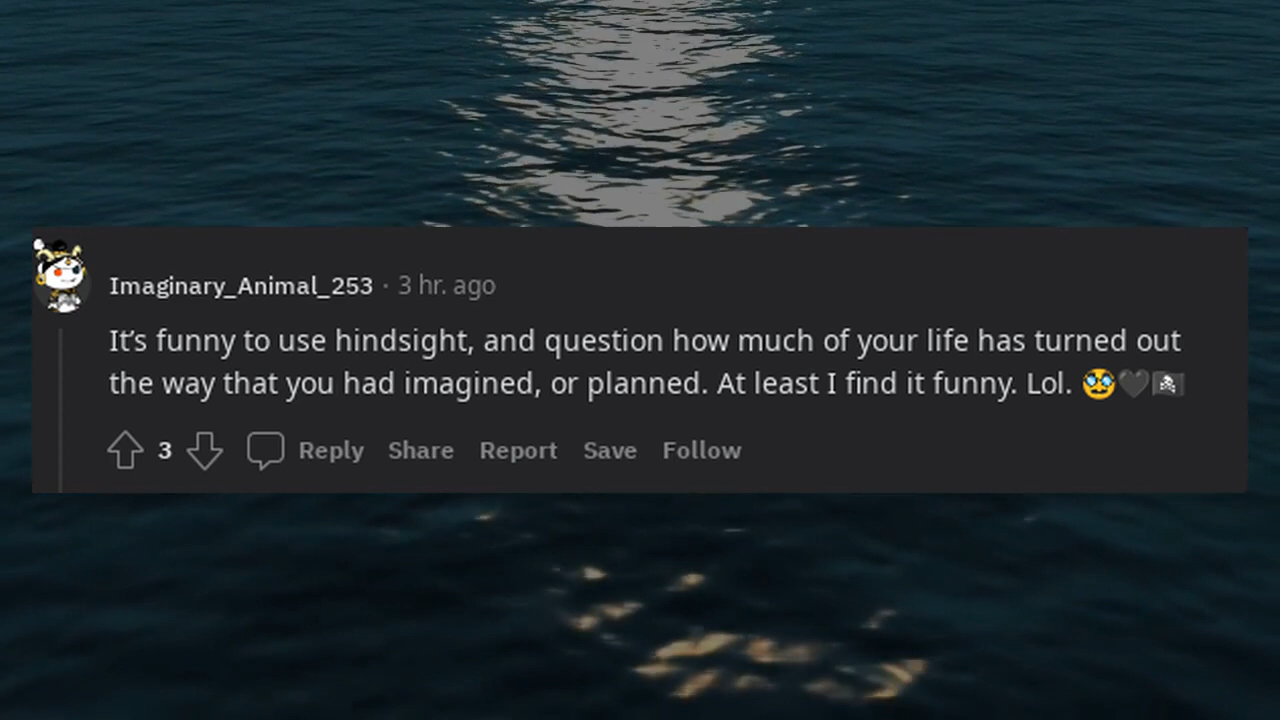 Imaginary_Animal_253 · 3 hr. ago
It's funny to use hindsight, and question how much of your life has turned out
the way that you had imagined, or planned. At least I find it funny. Lol. 🥸🖤🏴‍☠️
3 Reply Share Report Save Follow